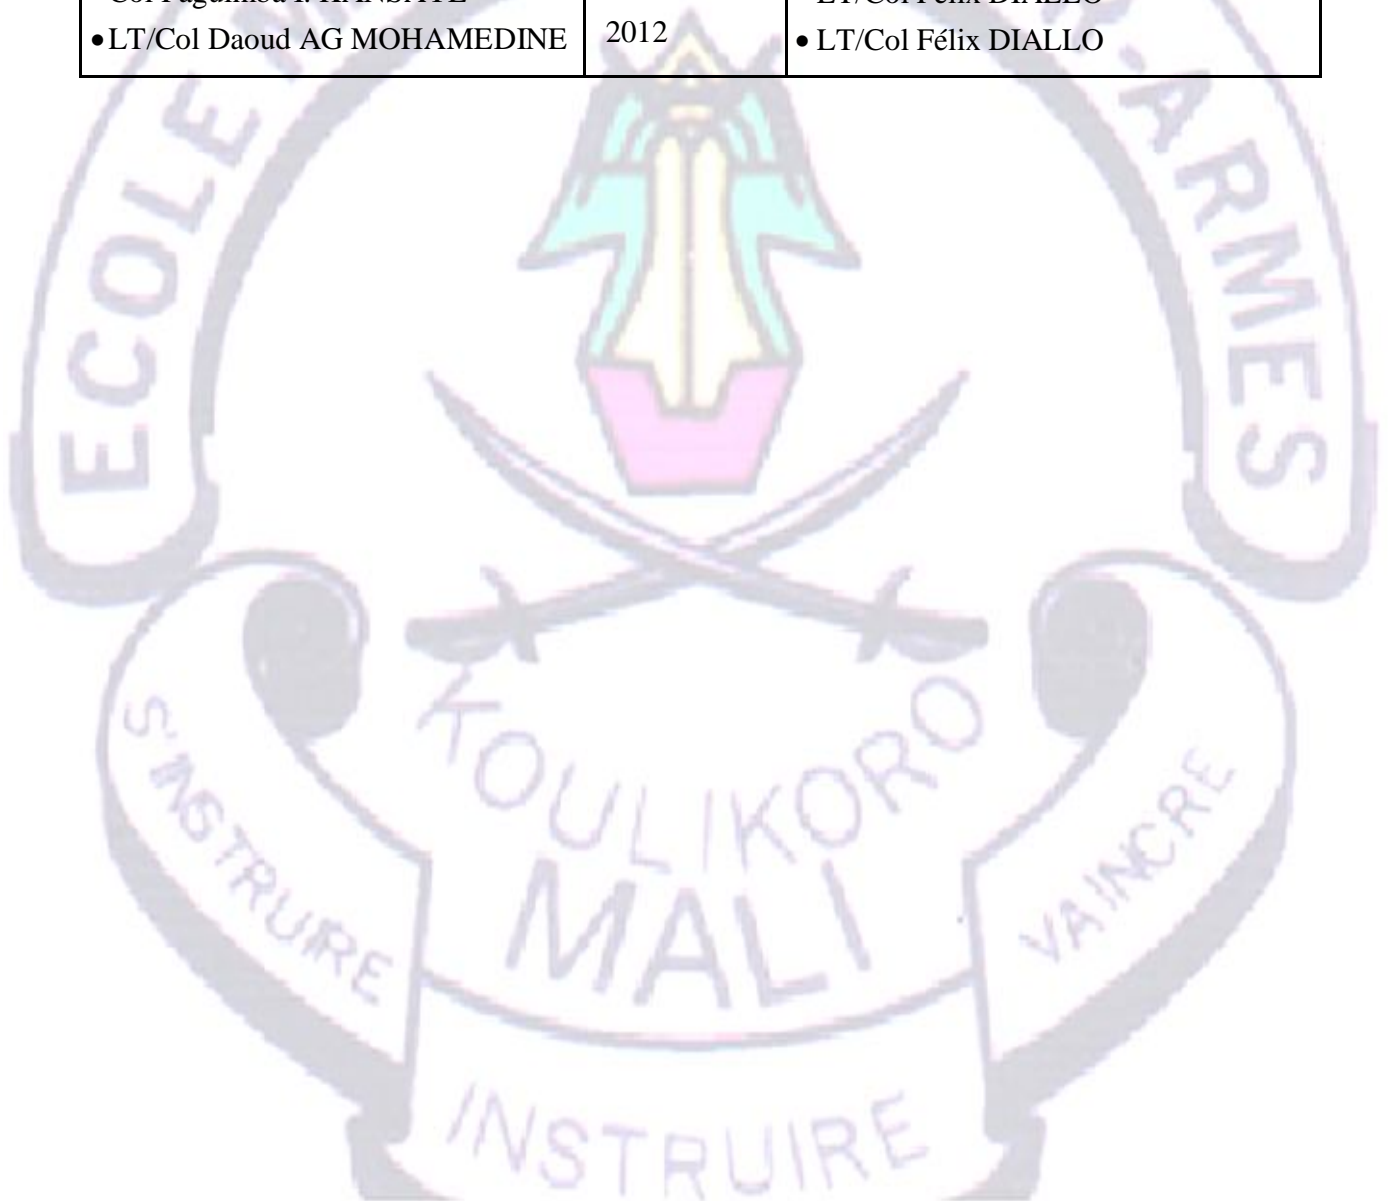 • LT/Col Daoud AG MOHAMEDINE 2012 • LT/Col Félix DIALLO
ECOLE
-ARMES
KOULIKORO
MALI
S'INSTRUIRE
VAINCRE
INSTRUIRE